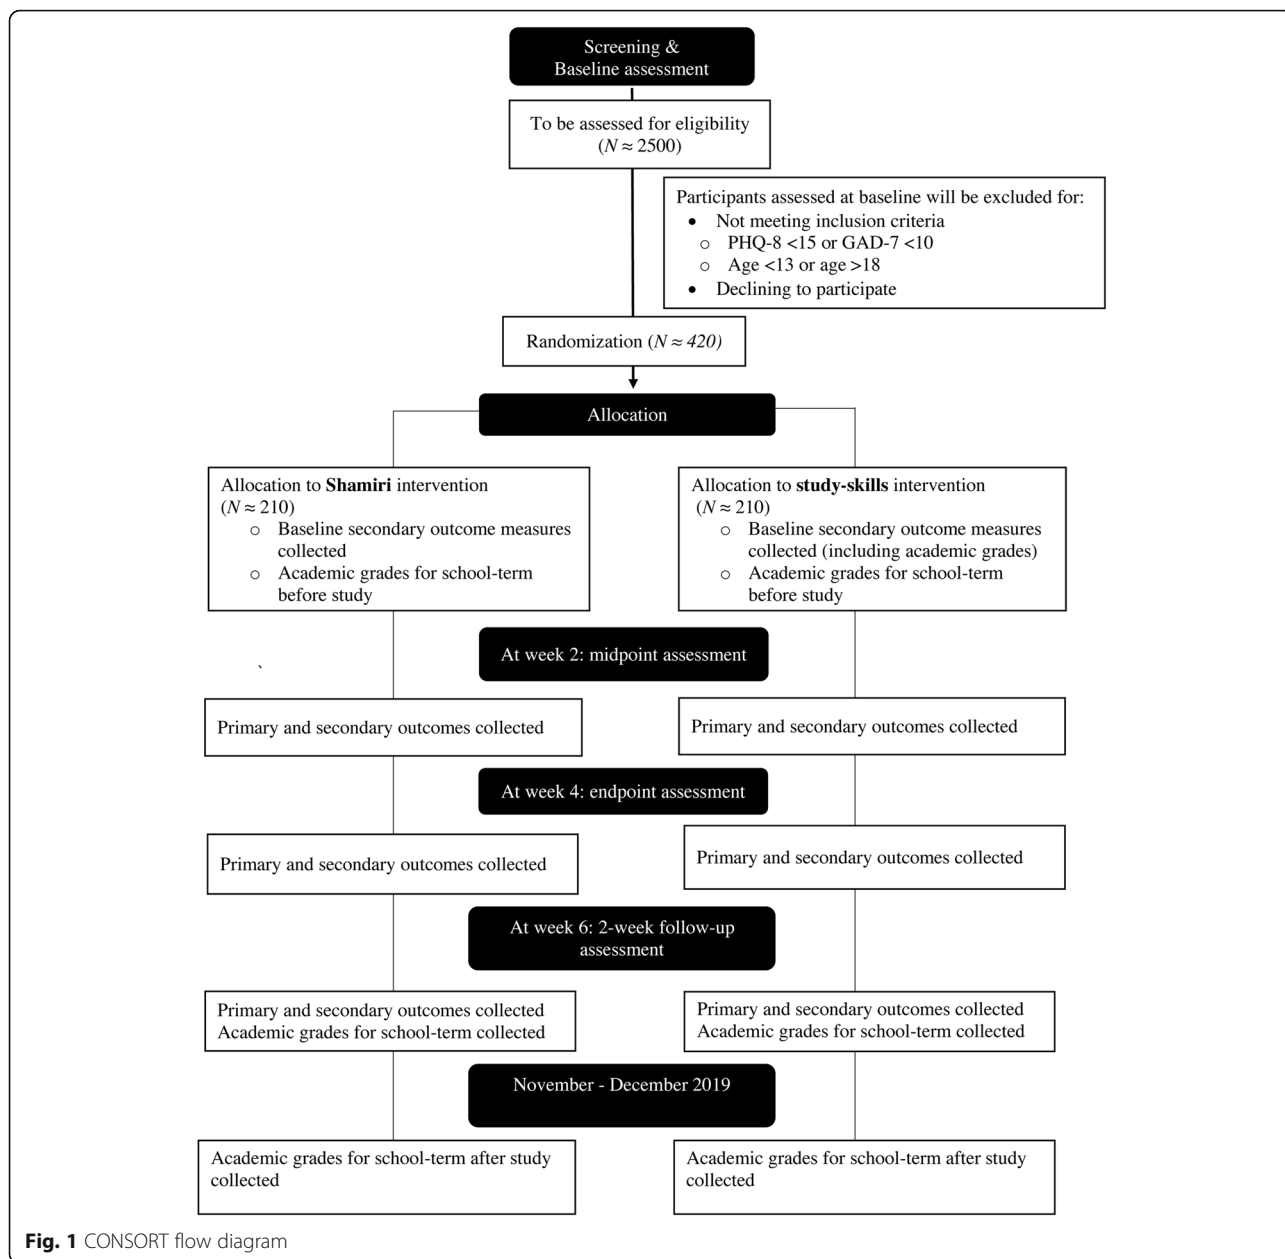 Screening &
Baseline assessment
To be assessed for eligibility
(N ≈ 2500)
Participants assessed at baseline will be excluded for:
• Not meeting inclusion criteria
o PHQ-8 <15 or GAD-7 <10
o Age <13 or age >18
• Declining to participate
Randomization (N ≈ 420)
Allocation
Allocation to Shamiri intervention
(N ≈ 210)
o Baseline secondary outcome measures
collected
o Academic grades for school-term
before study
Allocation to study-skills intervention
(N ≈ 210)
o Baseline secondary outcome measures
collected (including academic grades)
o Academic grades for school-term
before study
At week 2: midpoint assessment
`
Primary and secondary outcomes collected
Primary and secondary outcomes collected
At week 4: endpoint assessment
Primary and secondary outcomes collected
Primary and secondary outcomes collected
At week 6: 2-week follow-up
assessment
Primary and secondary outcomes collected
Academic grades for school-term collected
Primary and secondary outcomes collected
Academic grades for school-term collected
November - December 2019
Academic grades for school-term after study
collected
Academic grades for school-term after study
collected
Fig. 1 CONSORT flow diagram